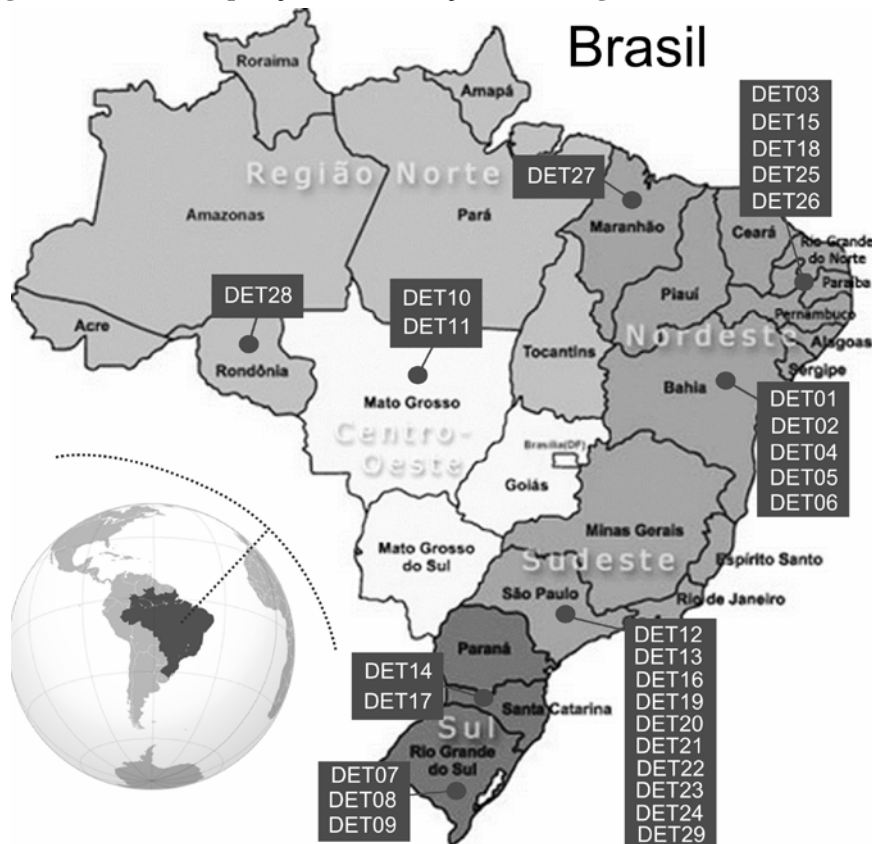 Brasil
Roraima
Amapá
DET03
DET15
DET18
DET25
DET26
Região Norte
DET27
Amazonas
Pará
Maranhão
Ceará
Rio Grande
do Norte
Paraíba
Piauí
Pernambuco
DET28
DET10
DET11
Acre
Rondônia
Tocantins
Nordeste
Alagoas
Sergipe
Bahia
Mato Grosso
Centro-
Oeste
Brasília(DF)
Goiás
DET01
DET02
DET04
DET05
DET06
Mato Grosso
do Sul
Minas Gerais
Sudeste
Espírito Santo
São Paulo
Rio de Janeiro
Paraná
DET14
DET17
Santa Catarina
Sul
Rio Grande
do Sul
DET12
DET13
DET16
DET19
DET20
DET21
DET22
DET23
DET24
DET29
DET07
DET08
DET09